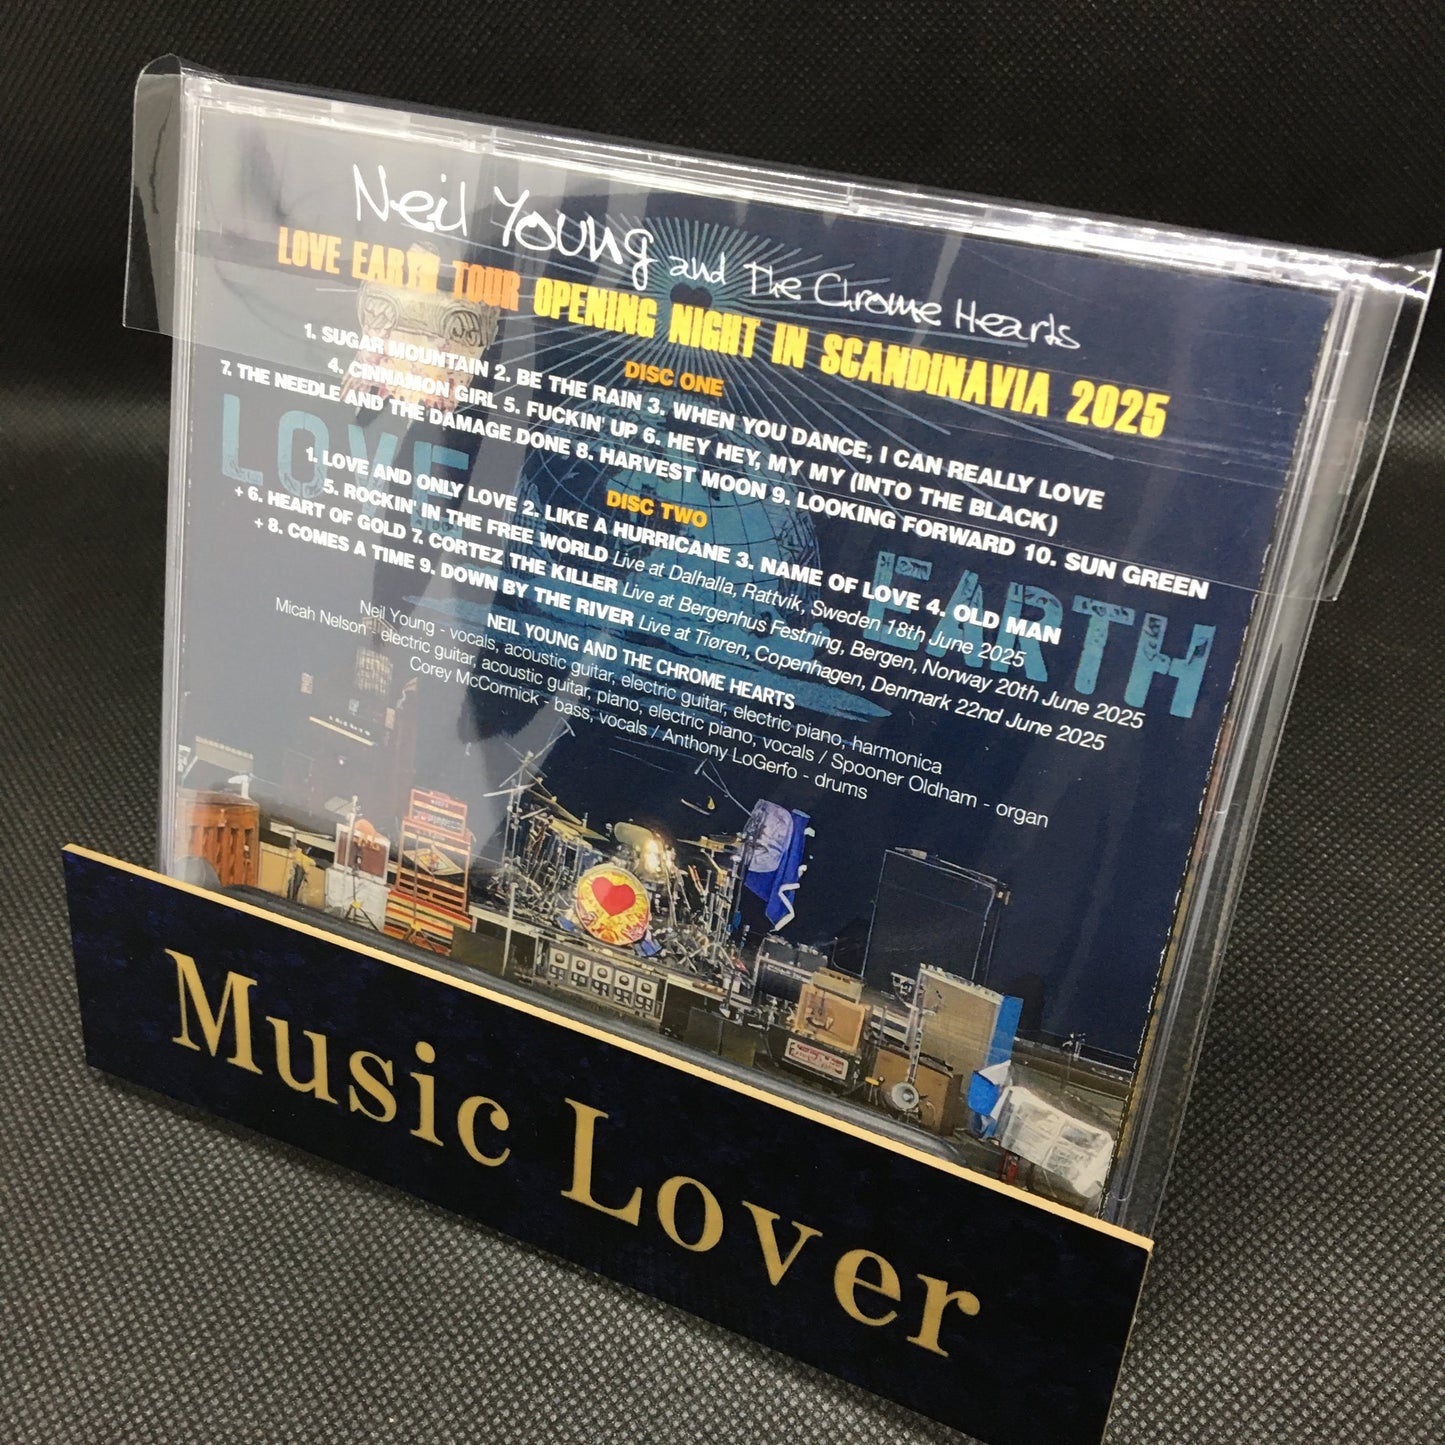 Neil Young and The Chrome Hearts
LOVE EARTH TOUR OPENING NIGHT IN SCANDINAVIA 2025
DISC ONE
1. SUGAR MOUNTAIN 2. BE THE RAIN 3. WHEN YOU DANCE, I CAN REALLY LOVE
4. CINNAMON GIRL 5. FUCKIN' UP 6. HEY HEY, MY MY (INTO THE BLACK)
7. THE NEEDLE AND THE DAMAGE DONE 8. HARVEST MOON 9. LOOKING FORWARD 10. SUN GREEN
DISC TWO
1. LOVE AND ONLY LOVE 2. LIKE A HURRICANE 3. NAME OF LOVE 4. OLD MAN
5. ROCKIN' IN THE FREE WORLD Live at Dalhalla, Rattvik, Sweden 18th June 2025
+ 6. HEART OF GOLD 7. CORTEZ THE KILLER Live at Bergenhus Festning, Bergen, Norway 20th June 2025
+ 8. COMES A TIME 9. DOWN BY THE RIVER Live at Tiøren, Copenhagen, Denmark 22nd June 2025
NEIL YOUNG AND THE CHROME HEARTS
Neil Young - vocals, acoustic guitar, electric guitar, electric piano, harmonica
Micah Nelson - electric guitar, acoustic guitar, piano, electric piano, vocals / Spooner Oldham - organ
Corey McCormick - bass, vocals / Anthony LoGerfo - drums
LOVE EARTH
Music Lover